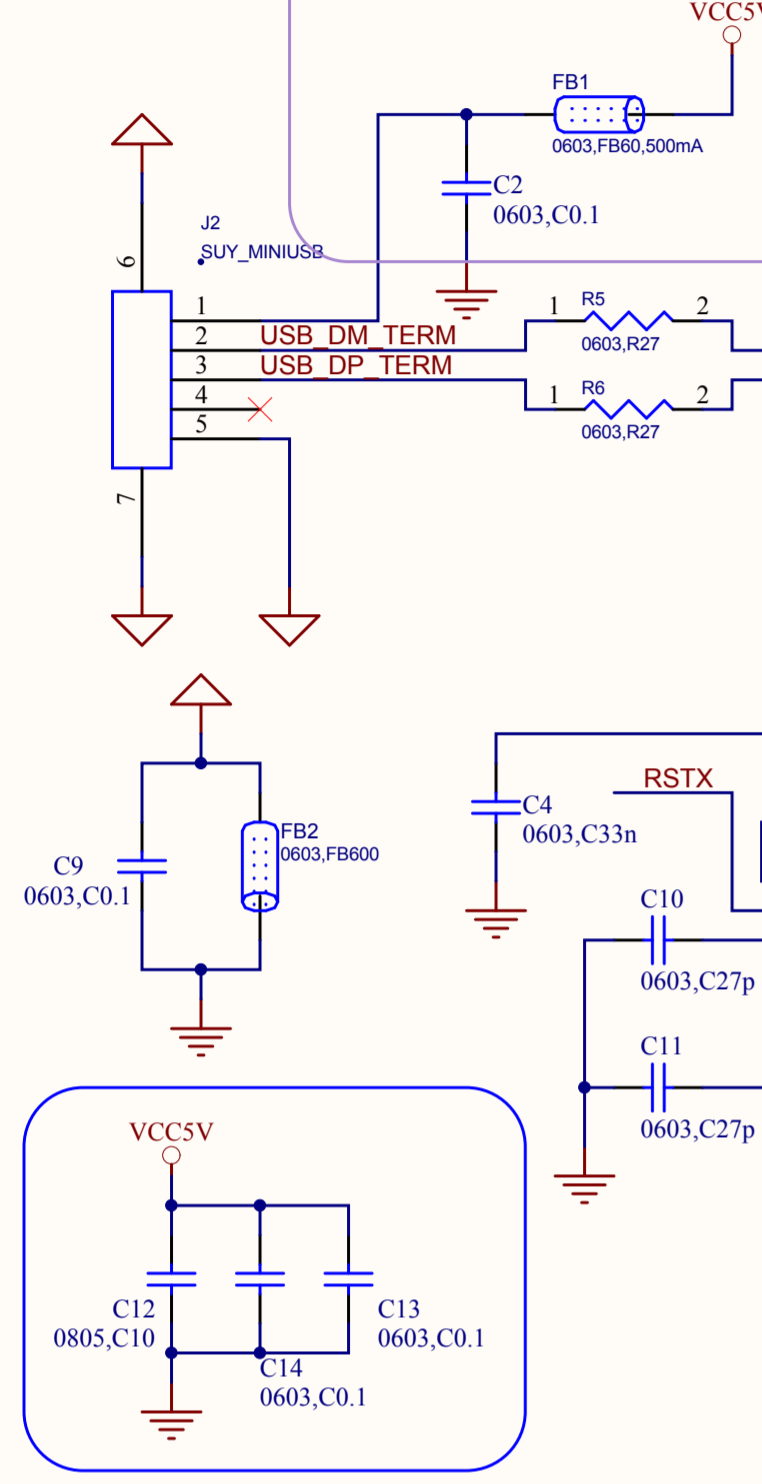 VCC5V
FB1
0603,FB60,500mA
C2
0603,C0.1
J2
SUY_MINIUSB
6
1
2
USB_DM_TERM
3
USB_DP_TERM
4
5
7
1
R5
2
0603,R27
1
R6
2
0603,R27
C9
0603,C0.1
FB2
0603,FB600
C4
0603,C33n
RSTX
C10
0603,C27p
C11
0603,C27p
VCC5V
C12
0805,C10
C13
0603,C0.1
C14
0603,C0.1